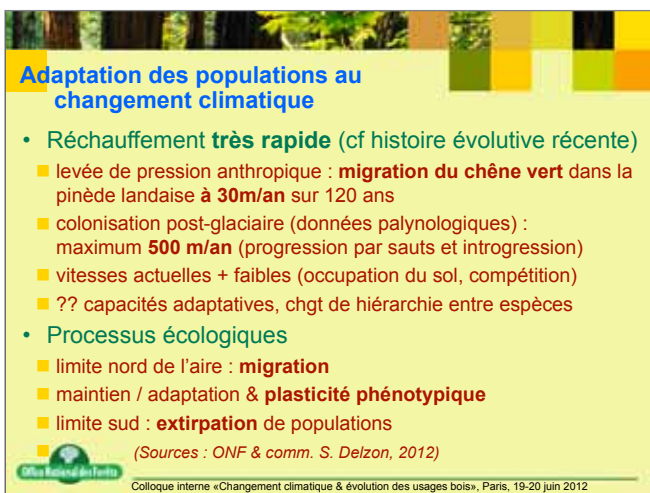 Adaptation des populations au
changement climatique
• Réchauffement très rapide (cf histoire évolutive récente)
levée de pression anthropique : migration du chêne vert dans la
pinède landaise à 30m/an sur 120 ans
colonisation post-glaciaire (données palynologiques) :
maximum 500 m/an (progression par sauts et introgression)
vitesses actuelles + faibles (occupation du sol, compétition)
?? capacités adaptatives, chgt de hiérarchie entre espèces
• Processus écologiques
limite nord de l'aire : migration
maintien / adaptation & plasticité phénotypique
limite sud : extirpation de populations
(Sources : ONF & comm. S. Delzon, 2012)
Office National des Forêts
Colloque interne «Changement climatique & évolution des usages bois», Paris, 19-20 juin 2012